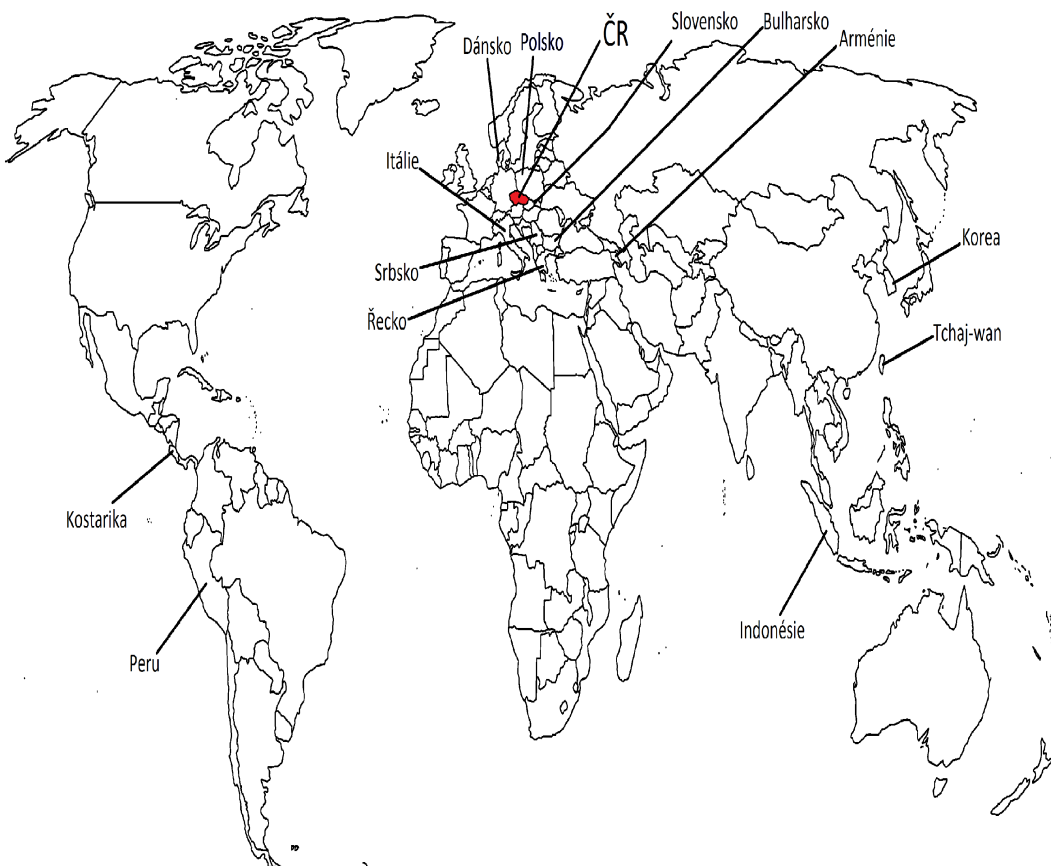 ČR
Slovensko
Bulharsko
Arménie
Dánsko
Polsko
Itálie
Srbsko
Řecko
Korea
Tchaj-wan
Kostarika
Indonésie
Peru